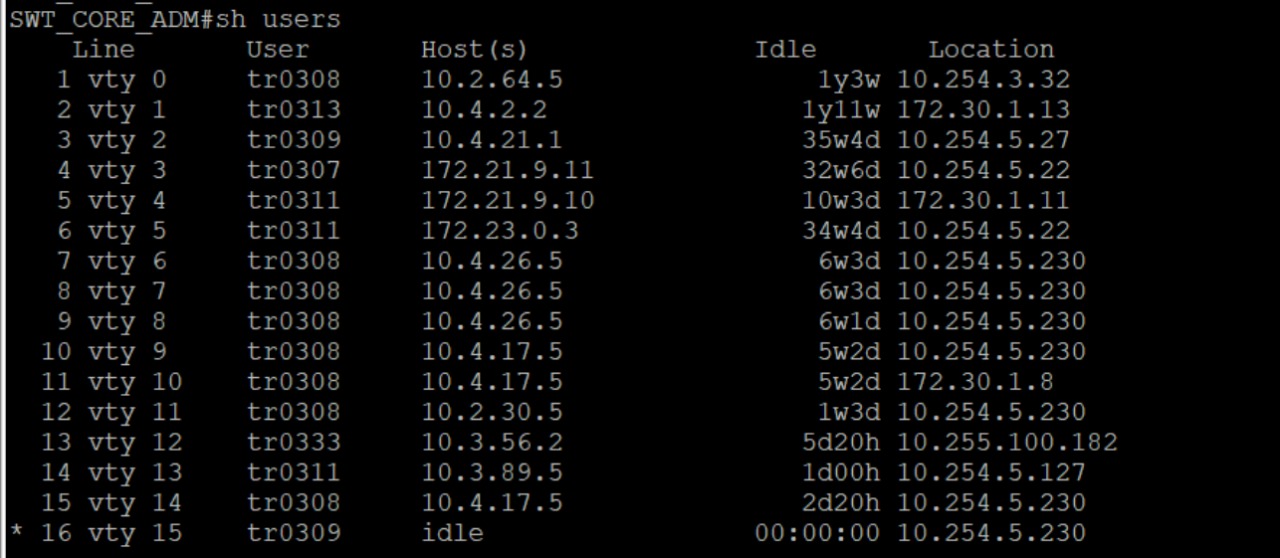 SWT_CORE_ADM#sh users
Line User Host(s) Idle Location
1 vty 0 tr0308 10.2.64.5 1y3w 10.254.3.32
2 vty 1 tr0313 10.4.2.2 1y11w 172.30.1.13
3 vty 2 tr0309 10.4.21.1 35w4d 10.254.5.27
4 vty 3 tr0307 172.21.9.11 32w6d 10.254.5.22
5 vty 4 tr0311 172.21.9.10 10w3d 172.30.1.11
6 vty 5 tr0311 172.23.0.3 34w4d 10.254.5.22
7 vty 6 tr0308 10.4.26.5 6w3d 10.254.5.230
8 vty 7 tr0308 10.4.26.5 6w3d 10.254.5.230
9 vty 8 tr0308 10.4.26.5 6w1d 10.254.5.230
10 vty 9 tr0308 10.4.17.5 5w2d 10.254.5.230
11 vty 10 tr0308 10.4.17.5 5w2d 172.30.1.8
12 vty 11 tr0308 10.2.30.5 1w3d 10.254.5.230
13 vty 12 tr0333 10.3.56.2 5d20h 10.255.100.182
14 vty 13 tr0311 10.3.89.5 1d00h 10.254.5.127
15 vty 14 tr0308 10.4.17.5 2d20h 10.254.5.230
* 16 vty 15 tr0309 idle 00:00:00 10.254.5.230